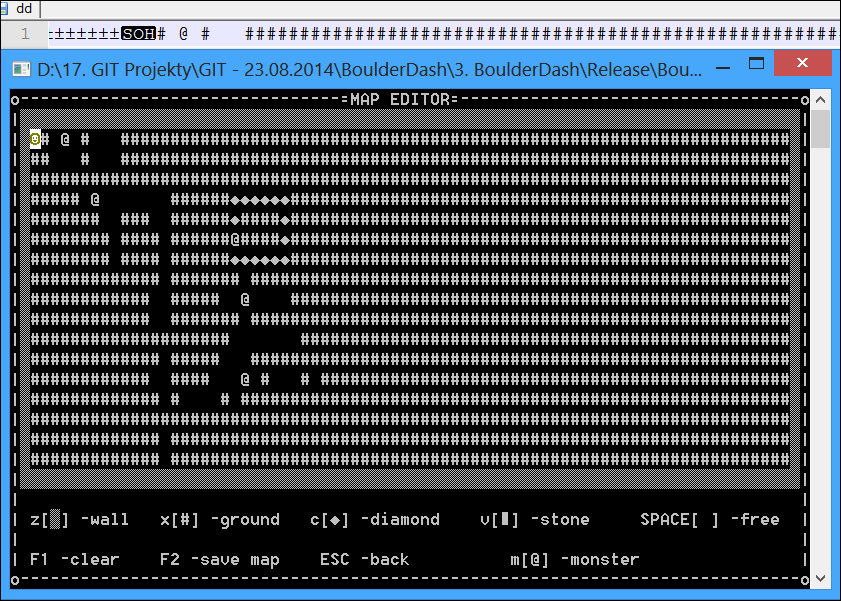 dd
1 ±±±±±±±SOH# @ #   ############################################
D:\17. GIT Projekty\GIT - 23.08.2014\BoulderDash\3. BoulderDash\Release\Bou...
=MAP EDITOR=
@# @ #   ###################################################################
##   #   ###################################################################
############################################################################
##### @       ######◆◆◆◆◆◆##################################################
#######  ###  ######◆####◆##################################################
######## #### ######@####◆##################################################
######## #### ######◆◆◆◆◆◆##################################################
############# ####### ######################################################
############  #####  @    ##################################################
############  ####### ######################################################
####################       #################################################
############# #####   ######################################################
############  ####   @ #   # ###############################################
############# #    # #######################################################
############################################################################
############# ##############################################################
############# ##############################################################
z[▒] -wall   x[#] -ground   c[◆] -diamond    v[▮] -stone     SPACE[ ] -free
F1 -clear    F2 -save map    ESC -back          m[@] -monster